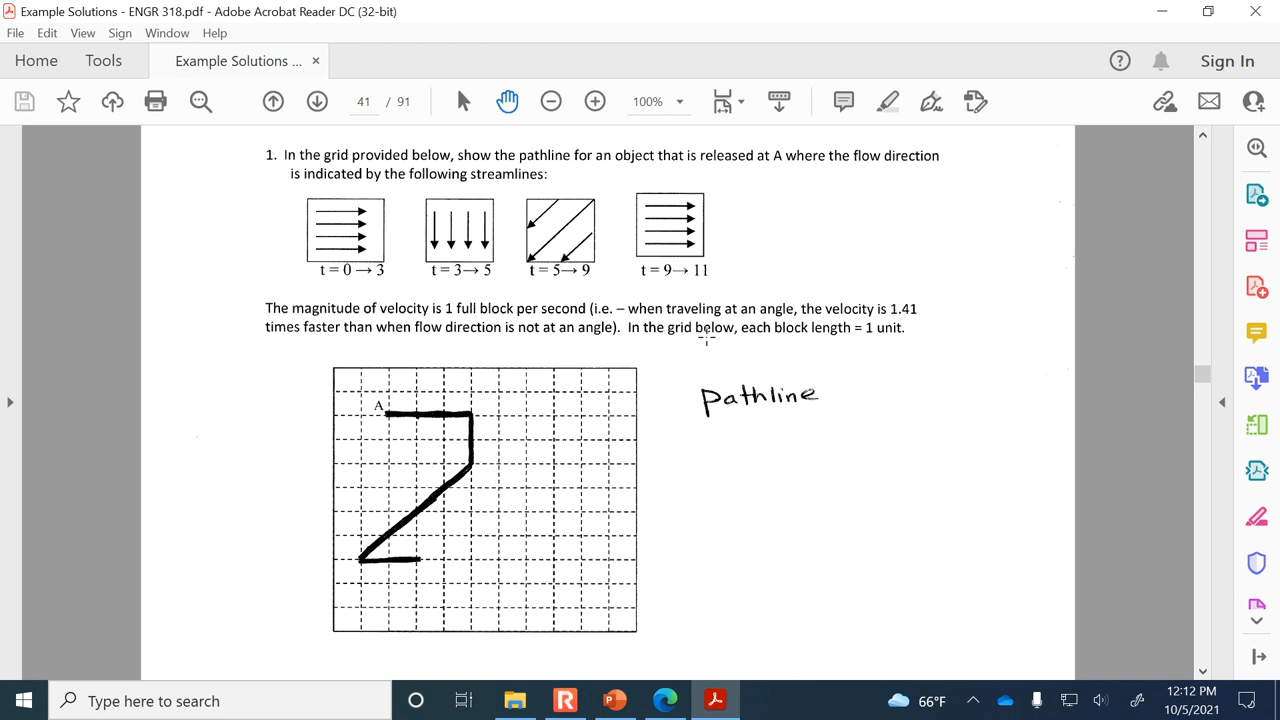 Example Solutions - ENGR 318.pdf - Adobe Acrobat Reader DC (32-bit)
File Edit View Sign Window Help
Home Tools Example Solutions ... × ? Sign In
41 / 91 100%
1. In the grid provided below, show the pathline for an object that is released at A where the flow direction
is indicated by the following streamlines:
t = 0 → 3 t = 3→ 5 t = 5→ 9 t = 9→ 11
The magnitude of velocity is 1 full block per second (i.e. – when traveling at an angle, the velocity is 1.41
times faster than when flow direction is not at an angle). In the grid below, each block length = 1 unit.
A
Pathline
Type here to search
66°F
12:12 PM
10/5/2021